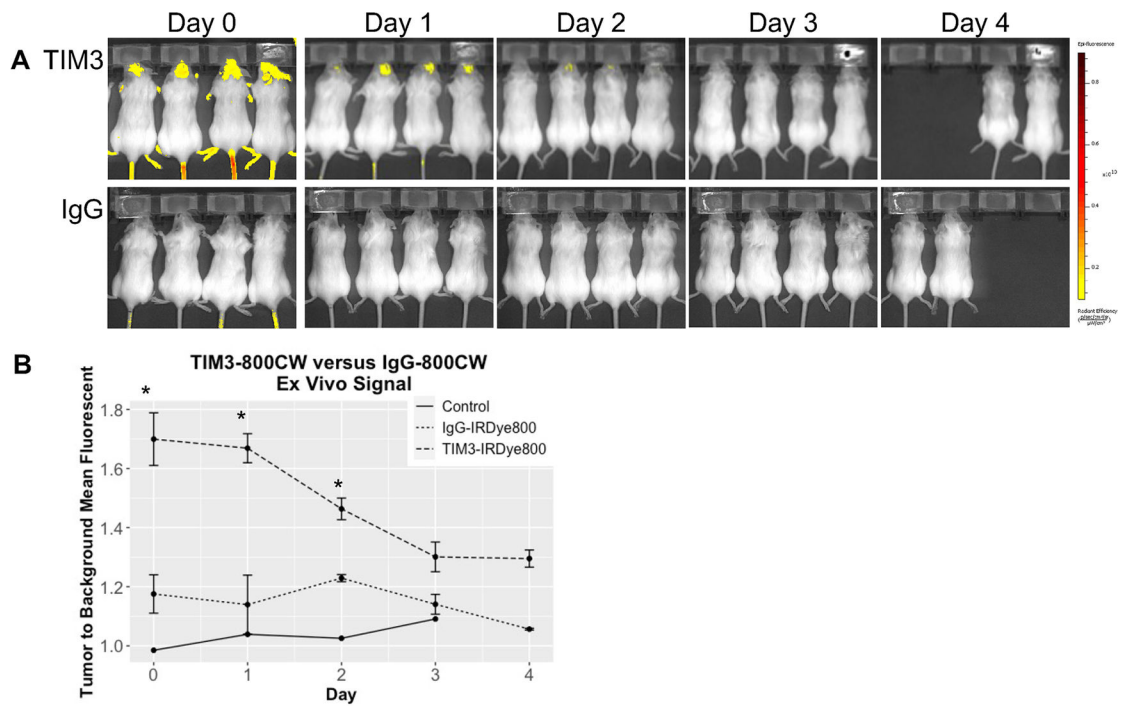 Day 0 Day 1 Day 2 Day 3 Day 4
A TIM3
IgG
Epi-fluorescence
0.8
0.6
x10¹⁰
0.4
0.2
Radiant Efficiency
B
TIM3-800CW versus IgG-800CW
Ex Vivo Signal
Control
IgG-IRDye800
TIM3-IRDye800
* * *
Tumor to Background Mean Fluorescent
1.8
1.6
1.4
1.2
1.0
0 1 2 3 4
Day